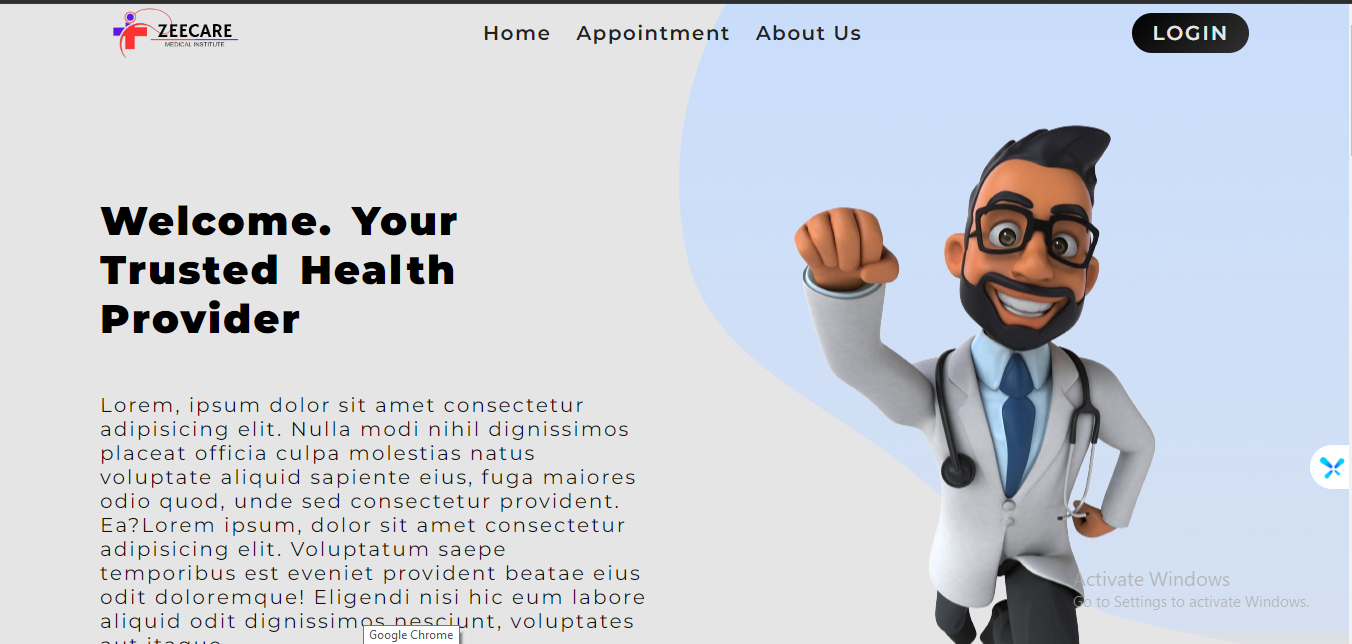 ZEECARE
MEDICAL INSTITUTE
Home Appointment About Us
LOGIN
Welcome. Your
Trusted Health
Provider
Lorem, ipsum dolor sit amet consectetur
adipisicing elit. Nulla modi nihil dignissimos
placeat officia culpa molestias natus
voluptate aliquid sapiente eius, fuga maiores
odio quod, unde sed consectetur provident.
Ea?Lorem ipsum, dolor sit amet consectetur
adipisicing elit. Voluptatum saepe
temporibus est eveniet provident beatae eius
odit doloremque! Eligendi nisi hic eum labore
aliquid odit dignissimos nesciunt, voluptates
aut itaque
Google Chrome
Activate Windows
Go to Settings to activate Windows.